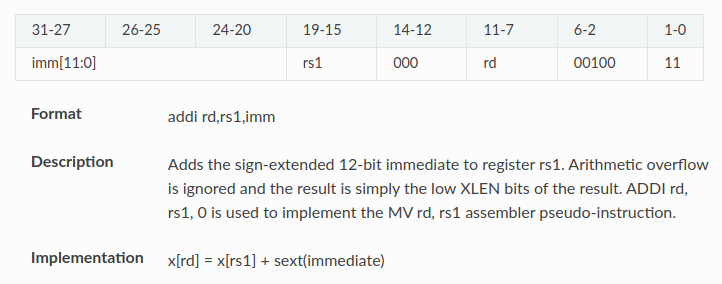 31-27 26-25 24-20 19-15 14-12 11-7 6-2 1-0
imm[11:0] rs1 000 rd 00100 11
Format addi rd,rs1,imm
Description Adds the sign-extended 12-bit immediate to register rs1. Arithmetic overflow
is ignored and the result is simply the low XLEN bits of the result. ADDI rd,
rs1, 0 is used to implement the MV rd, rs1 assembler pseudo-instruction.
Implementation x[rd] = x[rs1] + sext(immediate)